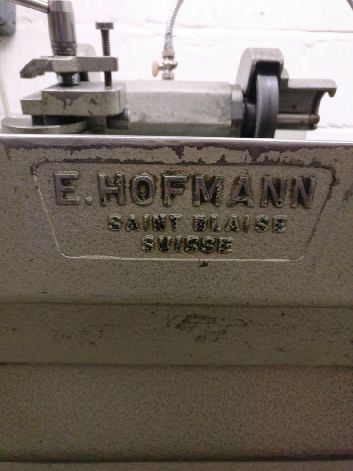 E. HOFMANN
SAINT BLAISE
SUISSE